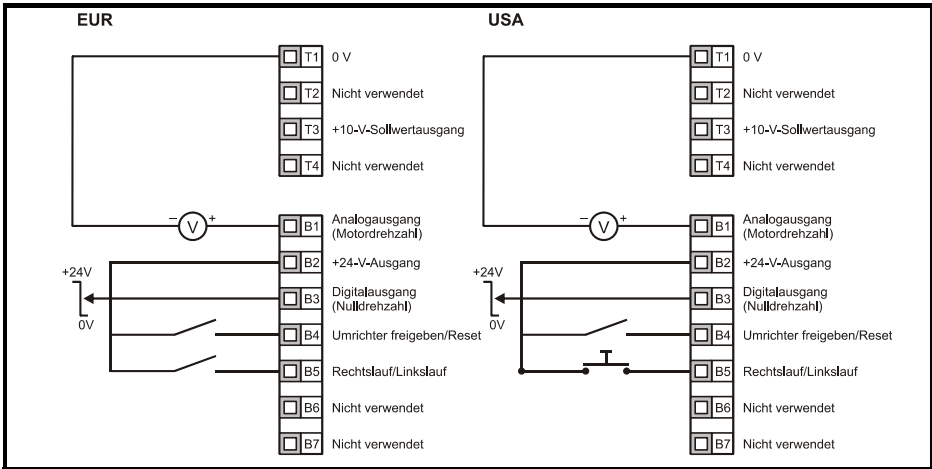 EUR
T1 0 V
T2 Nicht verwendet
T3 +10-V-Sollwertausgang
T4 Nicht verwendet
– V +
B1 Analogausgang
(Motordrehzahl)
B2 +24-V-Ausgang
+24V
B3 Digitalausgang
(Nulldrehzahl)
0V
B4 Umrichter freigeben/Reset
B5 Rechtslauf/Linkslauf
B6 Nicht verwendet
B7 Nicht verwendet
USA
T1 0 V
T2 Nicht verwendet
T3 +10-V-Sollwertausgang
T4 Nicht verwendet
– V +
B1 Analogausgang
(Motordrehzahl)
B2 +24-V-Ausgang
+24V
B3 Digitalausgang
(Nulldrehzahl)
0V
B4 Umrichter freigeben/Reset
B5 Rechtslauf/Linkslauf
B6 Nicht verwendet
B7 Nicht verwendet